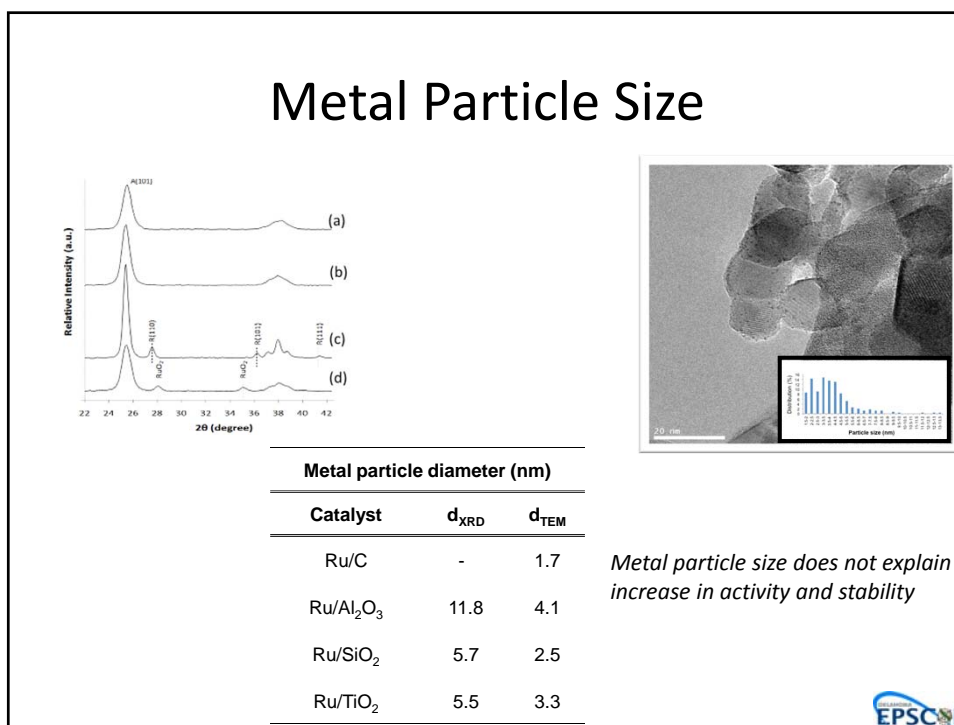 Metal Particle Size
A(101)
(a)
(b)
(c)
(d)
R(110)
R(101)
R(111)
RuO₂
RuO₂
Relative Intensity (a.u.)
22 24 26 28 30 32 34 36 38 40 42
2θ (degree)
20 nm
Distribution (%)
Particle size (nm)
Metal particle diameter (nm)
Catalyst d_XRD d_TEM
Ru/C - 1.7
Ru/Al₂O₃ 11.8 4.1
Ru/SiO₂ 5.7 2.5
Ru/TiO₂ 5.5 3.3
Metal particle size does not explain
increase in activity and stability
OKLAHOMA
EPSC